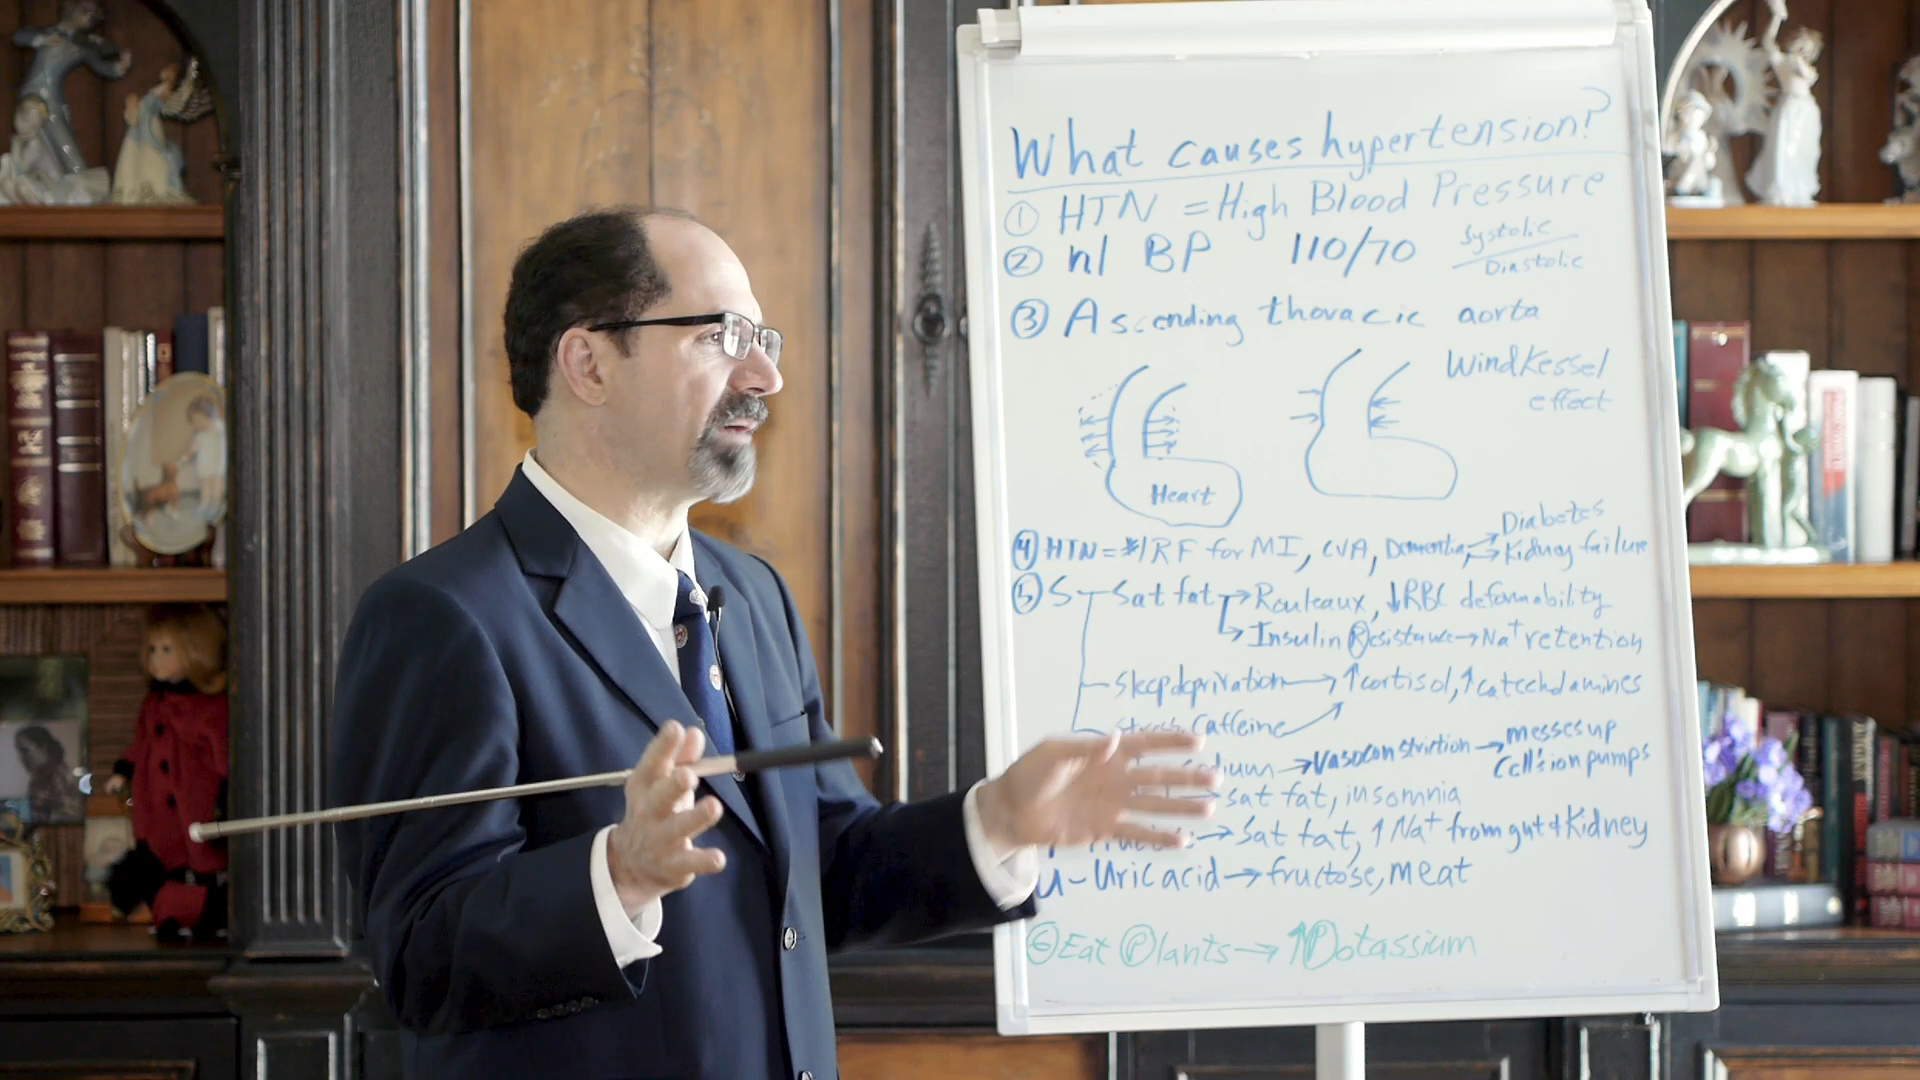 What causes hypertension?
① HTN = High Blood Pressure
② nl BP 110/70 Systolic
Diastolic
③ Ascending thoracic aorta
Windkessel
effect
Heart
Diabetes
④ HTN = #1 RF for MI, CVA, Dementia, → Kidney failure
⑤ S Sat fat → Rouleaux, ↓RBC deformability
→ Insulin Resistance → Na+ retention
Sleep deprivation → ↑cortisol, ↑catecholamines
Stress, Caffeine
→ Vasoconstriction → messes up
Cell's ion pumps
→ sat fat, insomnia
→ Sat fat, ↑Na+ from gut & Kidney
U - Uric acid → fructose, meat
⑥ Eat Plants → ↑Potassium